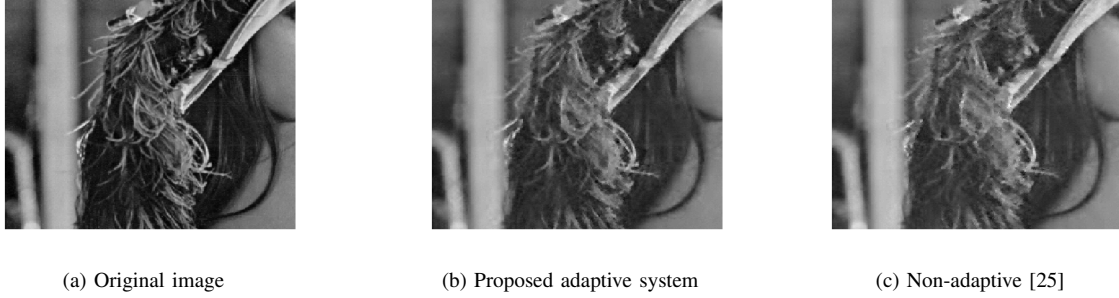 (a) Original image
(b) Proposed adaptive system
(c) Non-adaptive [25]